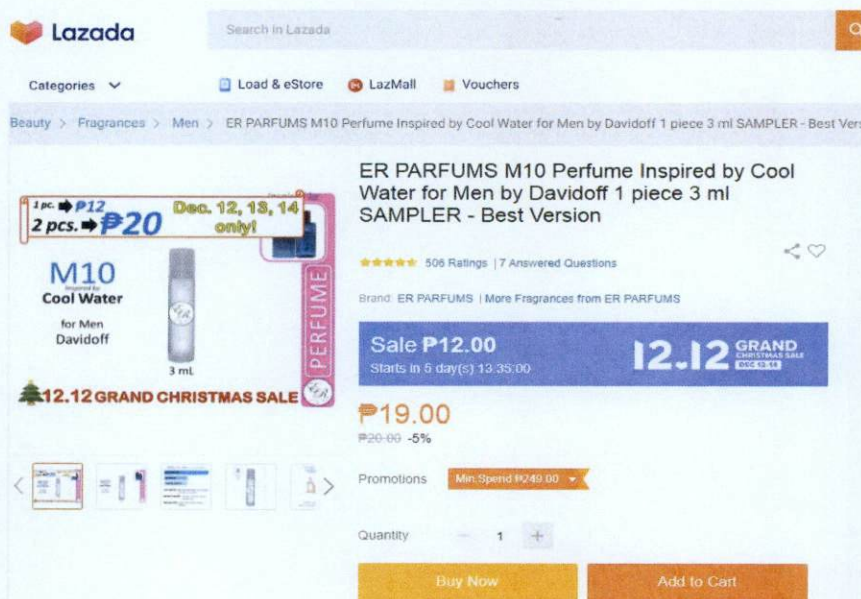 Lazada
Search in Lazada
Categories
Load & eStore
LazMall
Vouchers
Beauty > Fragrances > Men > ER PARFUMS M10 Perfume Inspired by Cool Water for Men by Davidoff 1 piece 3 ml SAMPLER - Best Vers
1 pc. ₱12
2 pcs. ₱20
Dec. 12, 13, 14
only!
M10
Inspired by
Cool Water
for Men
Davidoff
3 mL
PERFUME
12.12 GRAND CHRISTMAS SALE
ER PARFUMS M10 Perfume Inspired by Cool
Water for Men by Davidoff 1 piece 3 ml
SAMPLER - Best Version
506 Ratings | 7 Answered Questions
Brand: ER PARFUMS | More Fragrances from ER PARFUMS
Sale ₱12.00
Starts in 5 day(s) 13:35:00
12.12 GRAND
CHRISTMAS SALE
DEC 12-14
₱19.00
₱20.00 -5%
Promotions
Min.Spend ₱249.00
Quantity
− 1 +
Buy Now
Add to Cart